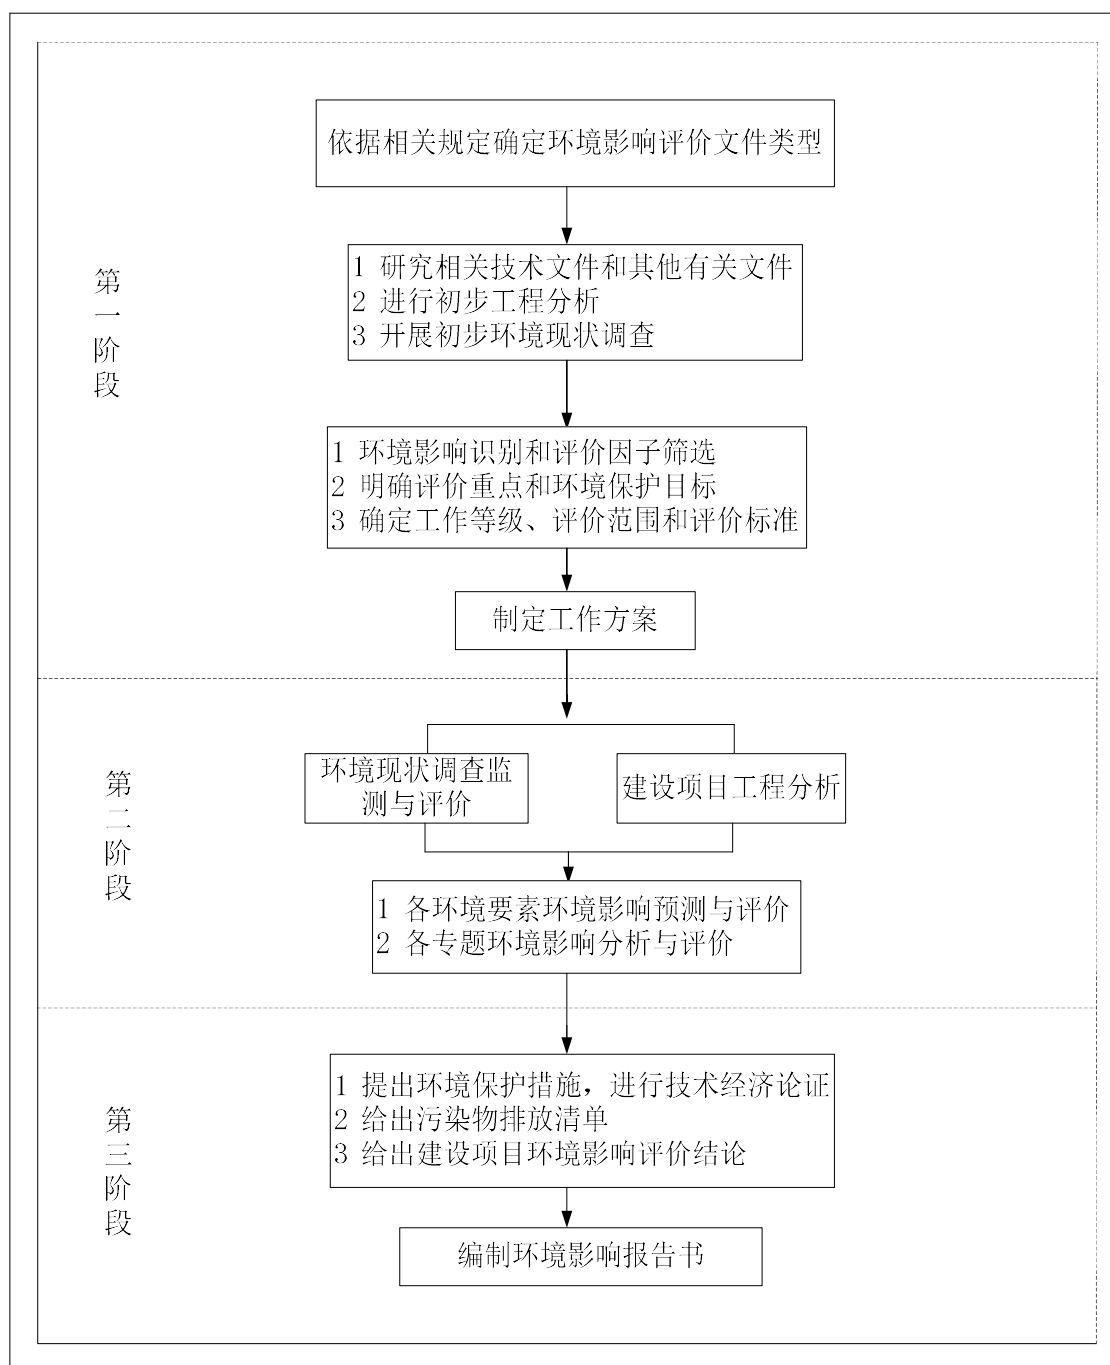 依据相关规定确定环境影响评价文件类型
第一阶段
1 研究相关技术文件和其他有关文件
2 进行初步工程分析
3 开展初步环境现状调查
1 环境影响识别和评价因子筛选
2 明确评价重点和环境保护目标
3 确定工作等级、评价范围和评价标准
制定工作方案
第二阶段
环境现状调查监
测与评价
建设项目工程分析
1 各环境要素环境影响预测与评价
2 各专题环境影响分析与评价
第三阶段
1 提出环境保护措施，进行技术经济论证
2 给出污染物排放清单
3 给出建设项目环境影响评价结论
编制环境影响报告书